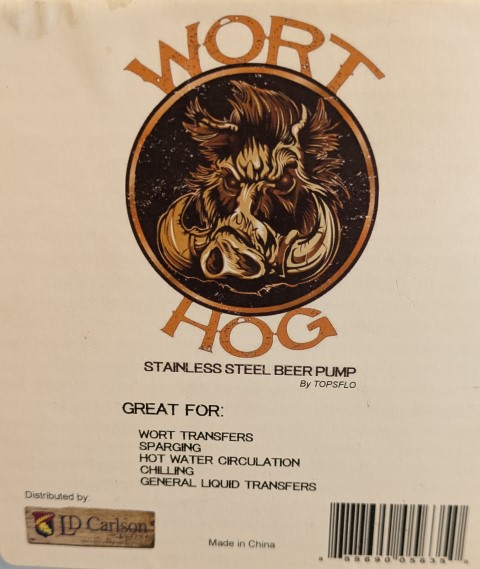 WORT
HOG
STAINLESS STEEL BEER PUMP
By TOPSFLO
GREAT FOR:
WORT TRANSFERS
SPARGING
HOT WATER CIRCULATION
CHILLING
GENERAL LIQUID TRANSFERS
Distributed by:
LD Carlson
Made in China